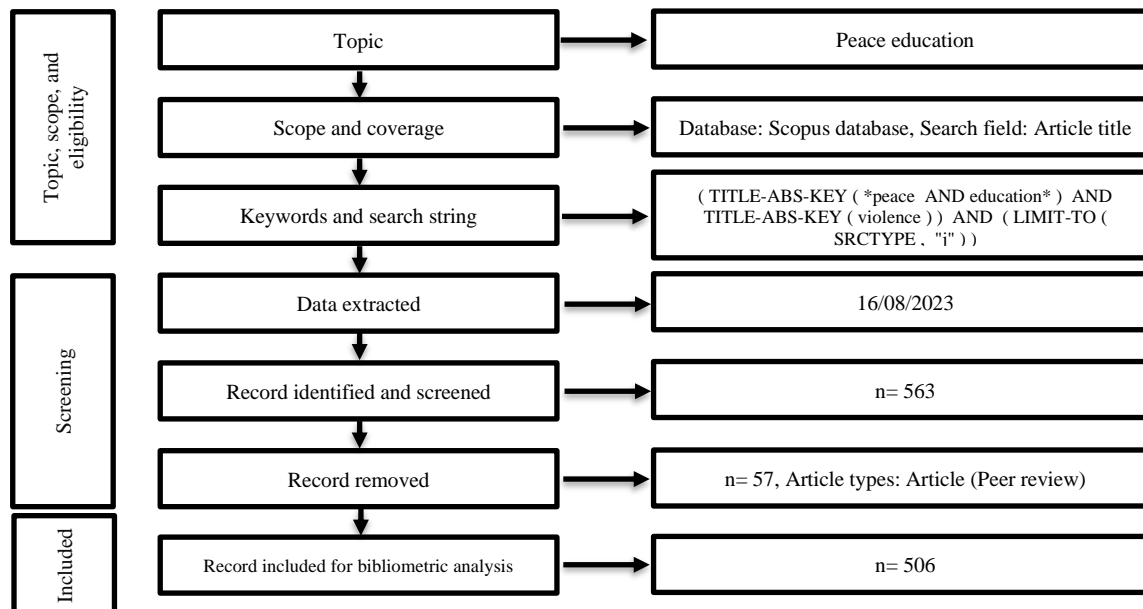 Topic, scope, and
eligibility
Topic
Peace education
Scope and coverage
Database: Scopus database, Search field: Article title
Keywords and search string
( TITLE-ABS-KEY ( *peace AND education* ) AND
TITLE-ABS-KEY ( violence ) ) AND ( LIMIT-TO (
SRCTYPE , "j" ) )
Screening
Data extracted
16/08/2023
Record identified and screened
n= 563
Record removed
n= 57, Article types: Article (Peer review)
Included
Record included for bibliometric analysis
n= 506